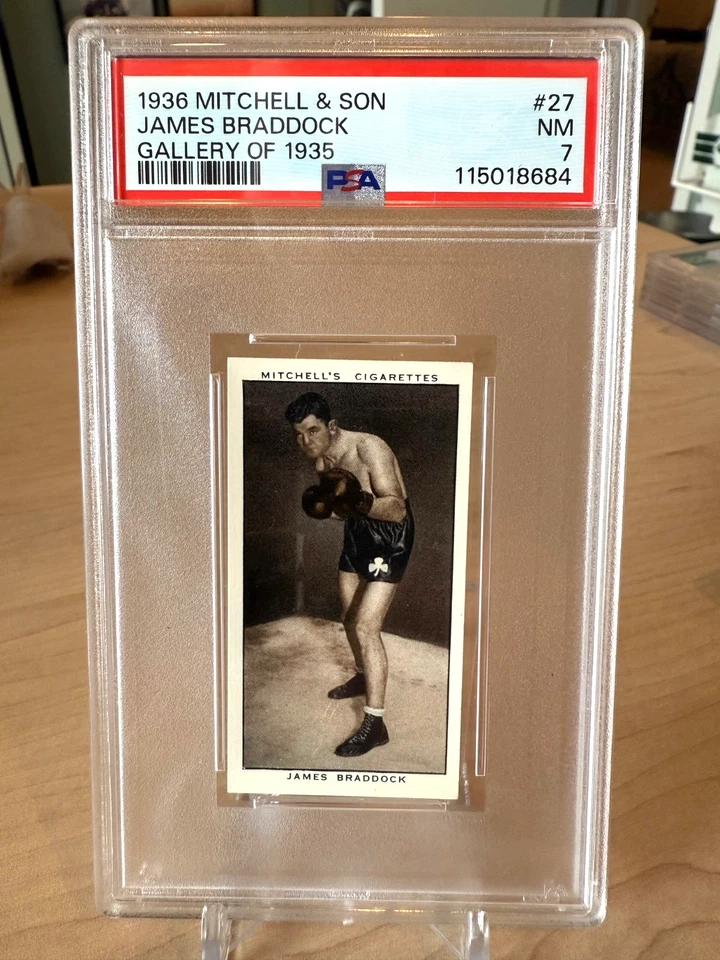 1936 MITCHELL & SON #27
JAMES BRADDOCK NM
GALLERY OF 1935 7
PSA 115018684
MITCHELL'S CIGARETTES
JAMES BRADDOCK